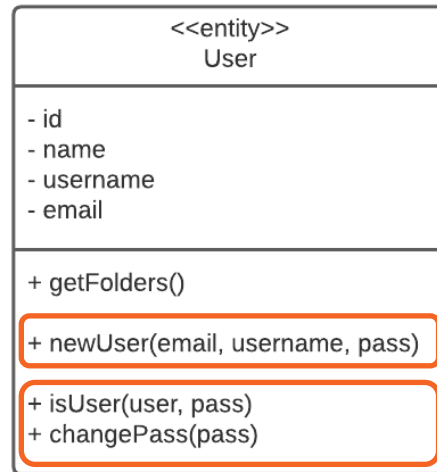 <<entity>>
User
- id
- name
- username
- email
+ getFolders()
+ newUser(email, username, pass)
+ isUser(user, pass)
+ changePass(pass)